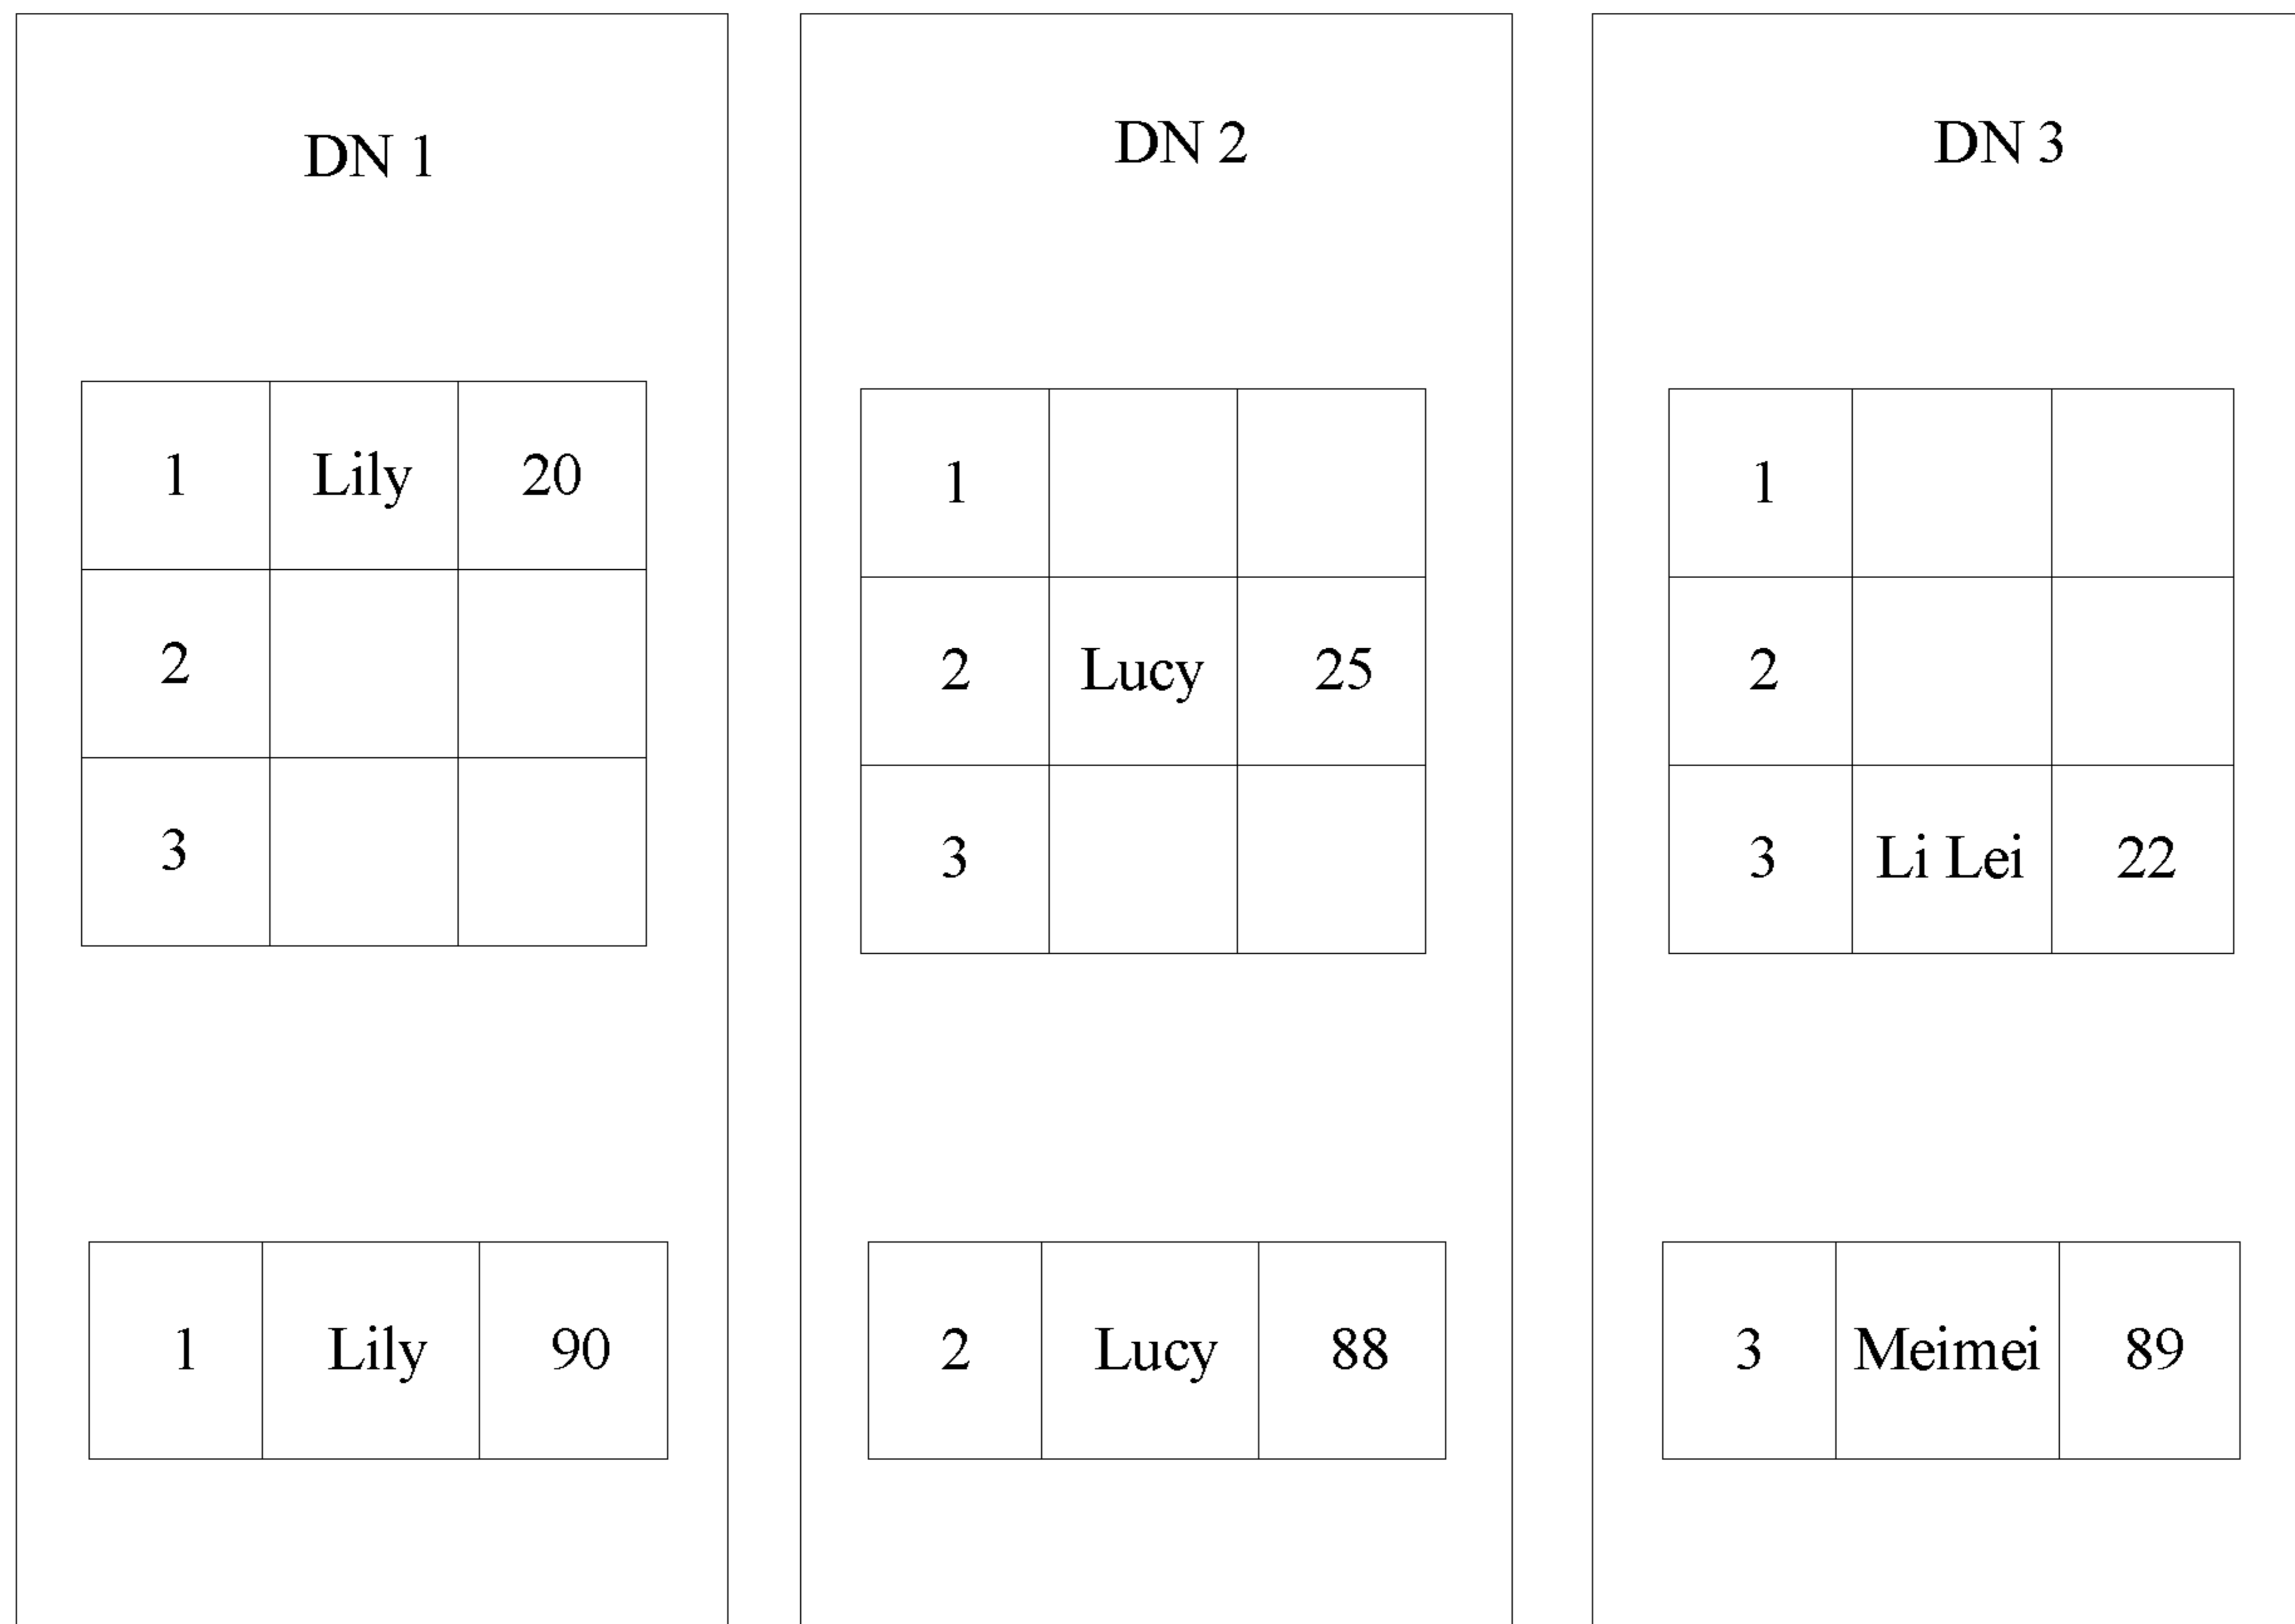 DN 1
1 Lily 20
2
3
1 Lily 90
DN 2
1
2 Lucy 25
3
2 Lucy 88
DN 3
1
2
3 Li Lei 22
3 Meimei 89